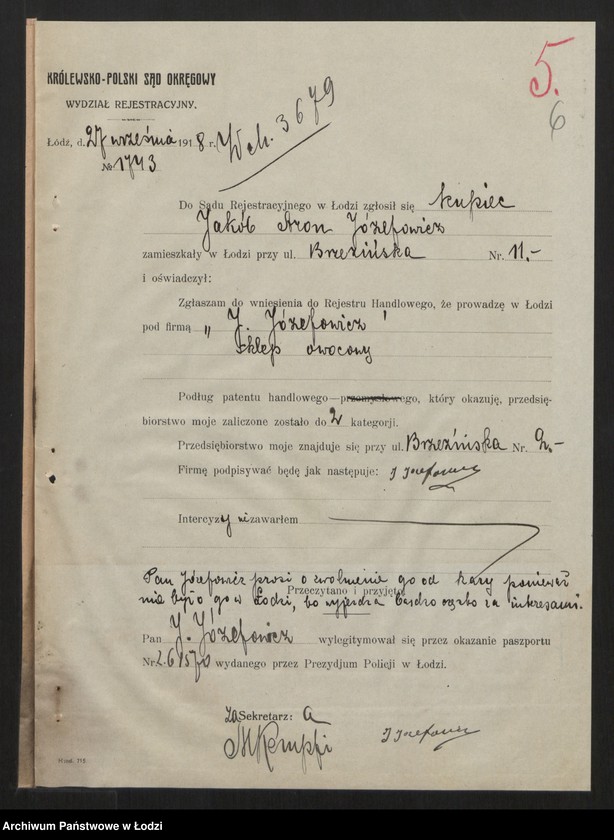 5.
6
KRÓLEWSKO-POLSKI SĄD OKRĘGOWY
WYDZIAŁ REJESTRACYJNY.
Łódź, d. 27 września 1918 r. Wch. 3679
№ 1743
Do Sądu Rejestracyjnego w Łodzi zgłosił się kupiec
Jakób Aron Józefowicz
zamieszkały w Łodzi przy ul. Brzezińska Nr. 11.-
i oświadczył:
Zgłaszam do wniesienia do Rejestru Handlowego, że prowadzę w Łodzi
pod firmą „J. Józefowicz"
sklep owocowy
Podług patentu handlowego—przemysłowego, który okazuję, przedsię-
biorstwo moje zaliczone zostało do 2 kategorji.
Przedsiębiorstwo moje znajduje się przy ul. Brzezińska Nr. 2.-
Firmę podpisywać będę jak następuje: J Józefowicz
Intercyzy nie zawarłem
Pan Józefowicz prosi o zwolnienie go od kary ponieważ
Przeczytano i przyjęto
nie było go w Łodzi, bo wyjeżdża bardzo często za interesami.
Pan J. Józefowicz wylegitymował się przez okazanie paszportu
Nr. wydanego przez Prezydjum Policji w Łodzi.
Za Sekretarz:
MKempfi
J Józefowicz
Archiwum Państwowe w Łodzi